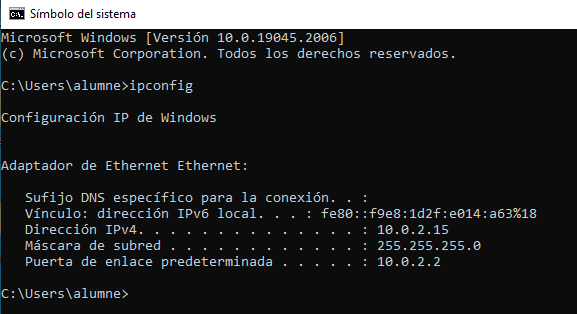 Símbolo del sistema
Microsoft Windows [Versión 10.0.19045.2006]
(c) Microsoft Corporation. Todos los derechos reservados.
C:\Users\alumne>ipconfig
Configuración IP de Windows
Adaptador de Ethernet Ethernet:
Sufijo DNS específico para la conexión. . :
Vínculo: dirección IPv6 local. . . : fe80::f9e8:1d2f:e014:a63%18
Dirección IPv4. . . . . . . . . . . . . . : 10.0.2.15
Máscara de subred . . . . . . . . . . . . : 255.255.255.0
Puerta de enlace predeterminada . . . . . : 10.0.2.2
C:\Users\alumne>